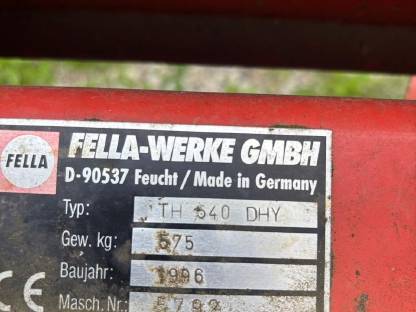 FELLA-WERKE GMBH
FELLA
D-90537 Feucht / Made in Germany
Typ: TH 540 DHY
Gew. kg: 575
Baujahr: 1996
CE
Masch. Nr.